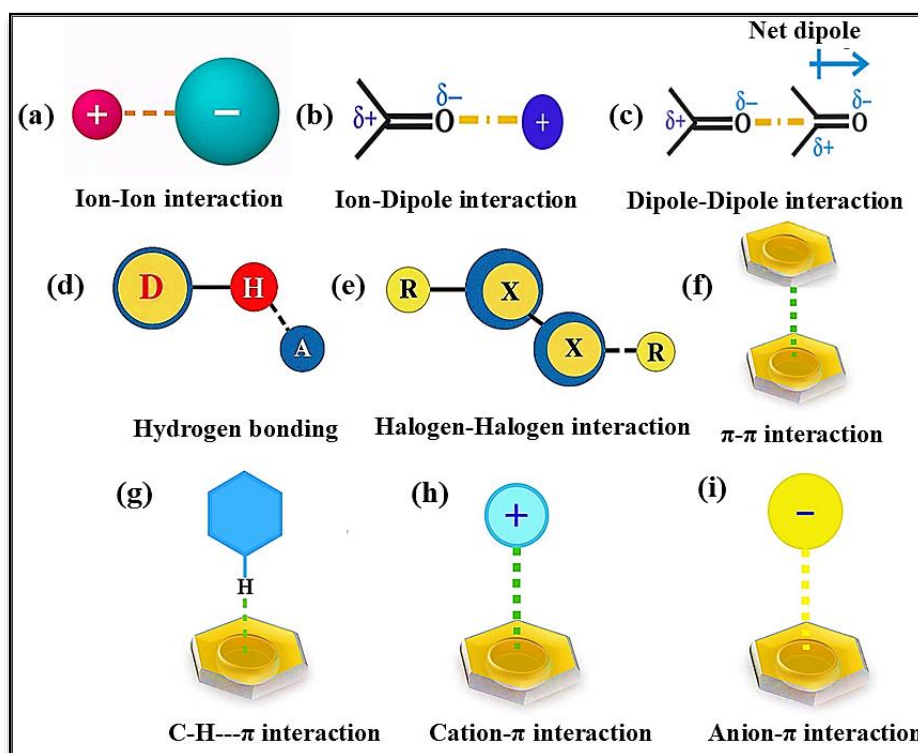 Net dipole
(a)
+
−
(b)
δ+
δ−
O
+
(c)
δ+
δ−
O
δ−
O
δ+
Ion-Ion interaction
Ion-Dipole interaction
Dipole-Dipole interaction
(d)
D
H
A
(e)
R
X
X
R
(f)
Hydrogen bonding
Halogen-Halogen interaction
π-π interaction
(g)
H
(h)
+
(i)
-
C-H---π interaction
Cation-π interaction
Anion-π interaction